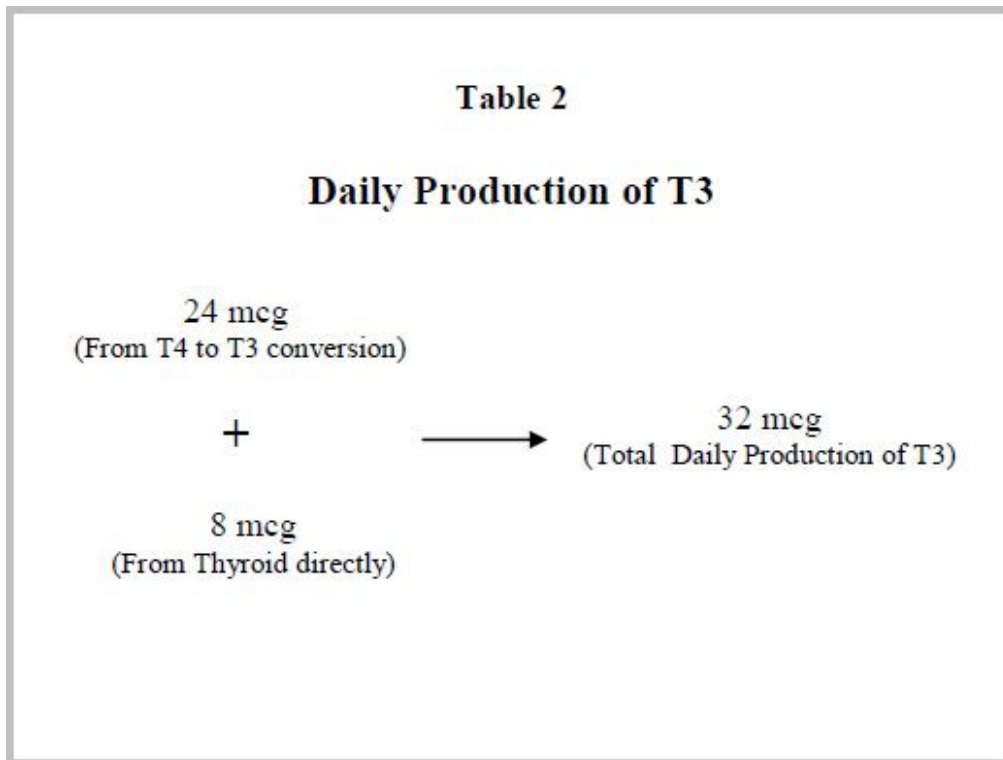 Table 2
Daily Production of T3
24 mcg
(From T4 to T3 conversion)
+
8 mcg
(From Thyroid directly)
32 mcg
(Total Daily Production of T3)